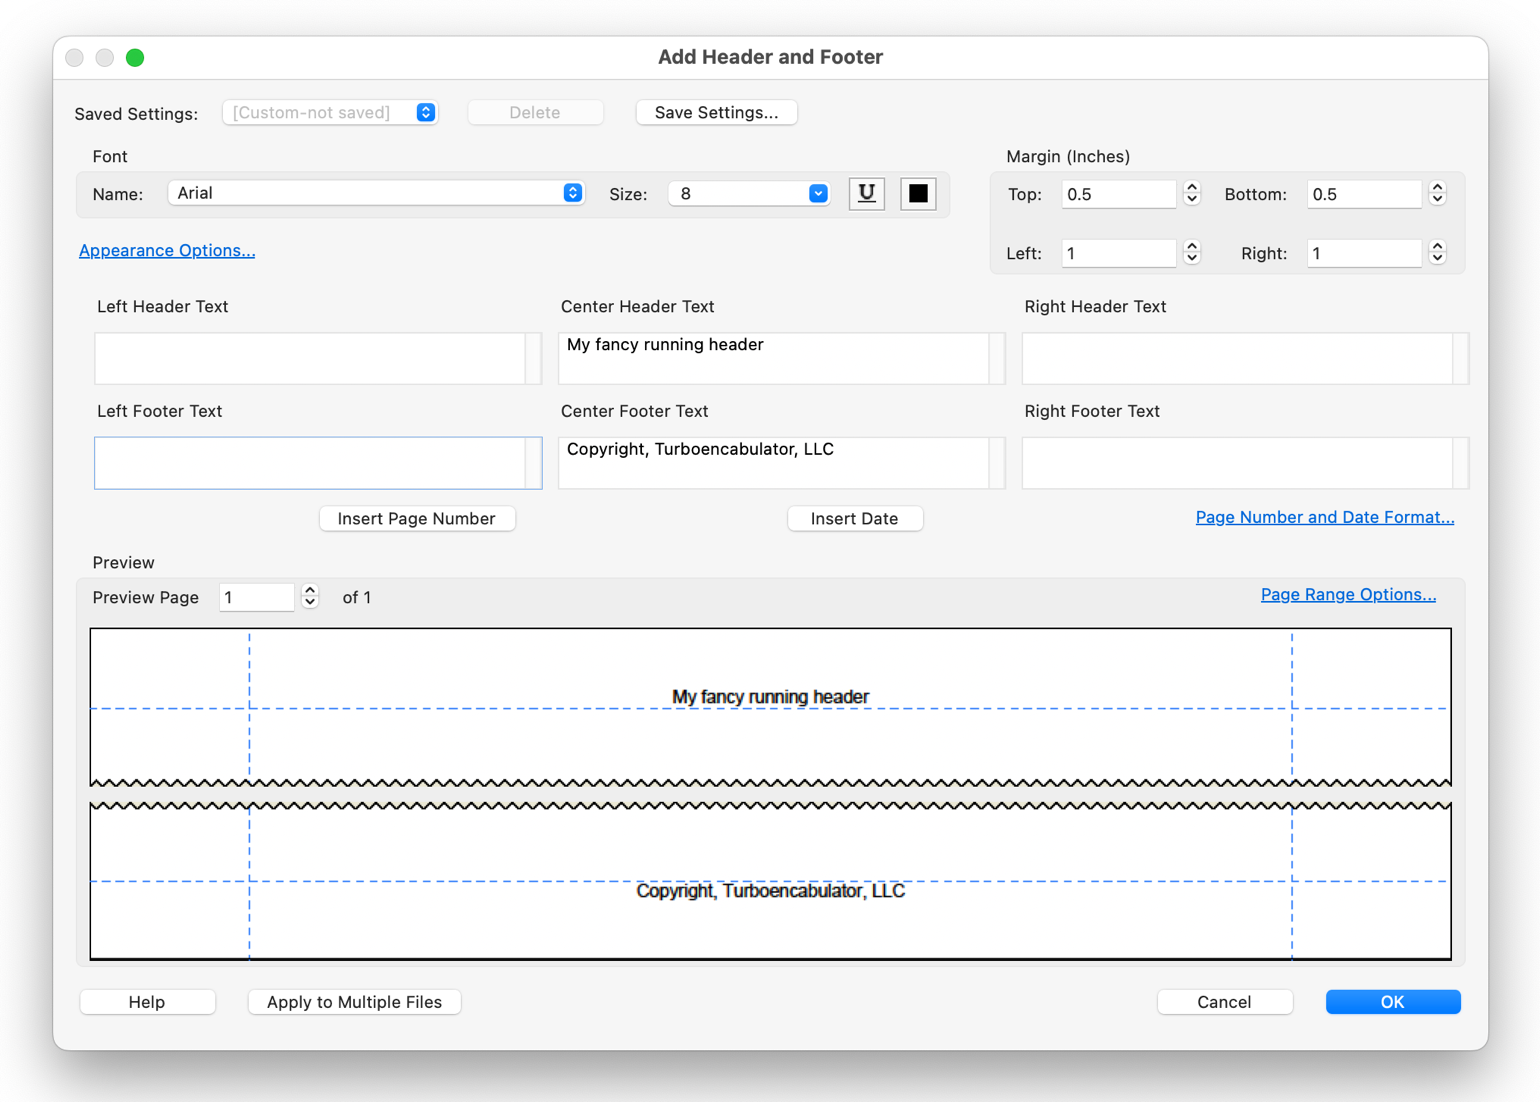 Add Header and Footer
Saved Settings: [Custom-not saved] Delete Save Settings...
Font
Margin (Inches)
Name: Arial Size: 8 U
Top: 0.5 Bottom: 0.5
Appearance Options...
Left: 1 Right: 1
Left Header Text Center Header Text Right Header Text
My fancy running header
Left Footer Text Center Footer Text Right Footer Text
Copyright, Turboencabulator, LLC
Insert Page Number Insert Date Page Number and Date Format...
Preview
Preview Page 1 of 1 Page Range Options...
My fancy running header
Copyright, Turboencabulator, LLC
Help Apply to Multiple Files Cancel OK